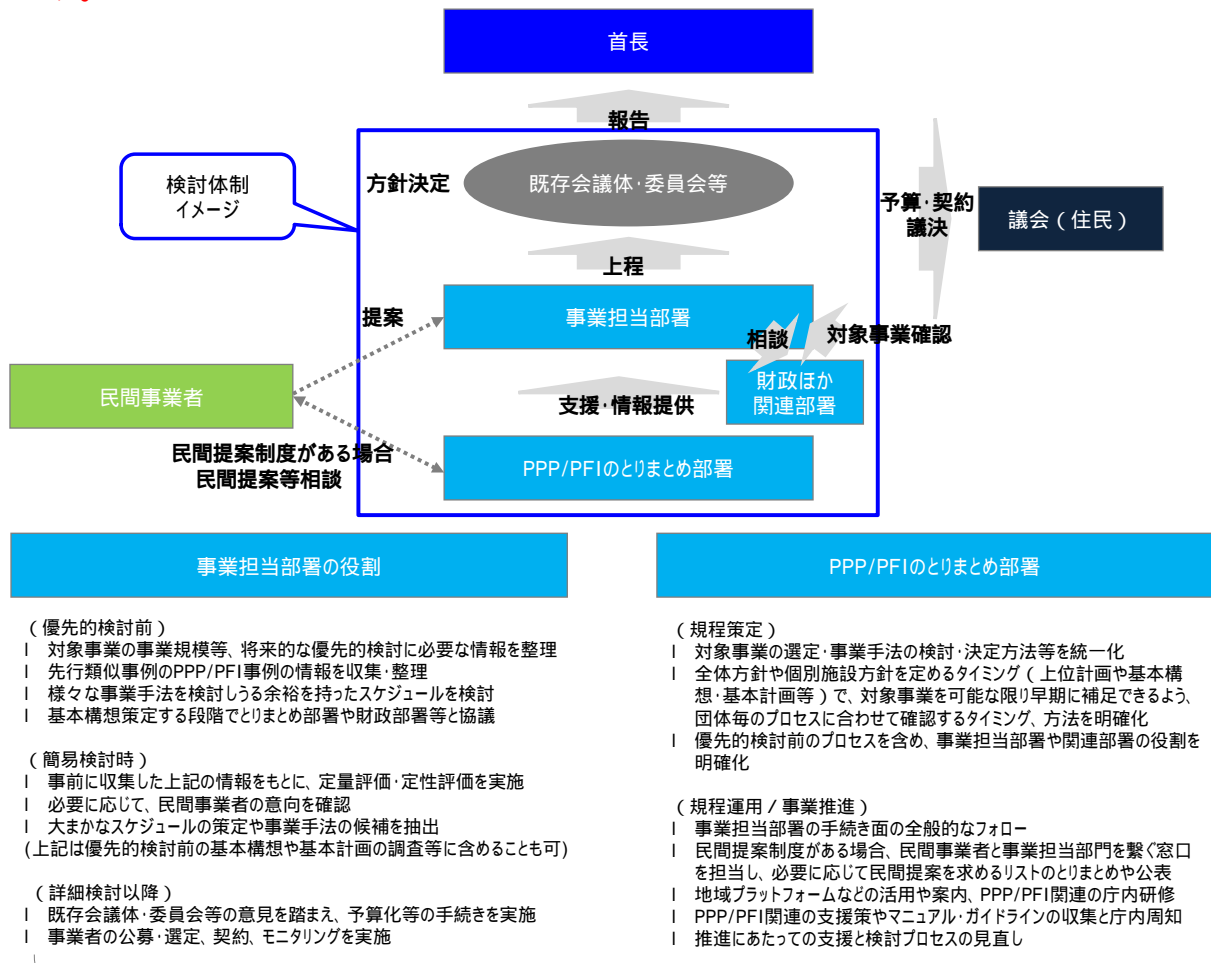 首長
報告
検討体制
イメージ
方針決定
既存会議体･委員会等
予算･契約
議決
議会（住民）
上程
提案
事業担当部署
相談
対象事業確認
民間事業者
財政ほか
関連部署
支援･情報提供
民間提案制度がある場合
民間提案等相談
PPP/PFIのとりまとめ部署
事業担当部署の役割
（優先的検討前）
l 対象事業の事業規模等、将来的な優先的検討に必要な情報を整理
l 先行類似事例のPPP/PFI事例の情報を収集･整理
l 様々な事業手法を検討しうる余裕を持ったスケジュールを検討
l 基本構想策定する段階でとりまとめ部署や財政部署等と協議
（簡易検討時）
l 事前に収集した上記の情報をもとに、定量評価･定性評価を実施
l 必要に応じて、民間事業者の意向を確認
l 大まかなスケジュールの策定や事業手法の候補を抽出
(上記は優先的検討前の基本構想や基本計画の調査等に含めることも可)
（詳細検討以降）
l 既存会議体･委員会等の意見を踏まえ、予算化等の手続きを実施
l 事業者の公募･選定、契約、モニタリングを実施
PPP/PFIのとりまとめ部署
（規程策定）
l 対象事業の選定･事業手法の検討･決定方法等を統一化
l 全体方針や個別施設方針を定めるタイミング（上位計画や基本構
想･基本計画等）で、対象事業を可能な限り早期に補足できるよう、
団体毎のプロセスに合わせて確認するタイミング、方法を明確化
l 優先的検討前のプロセスを含め、事業担当部署や関連部署の役割を
明確化
（規程運用 / 事業推進）
l 事業担当部署の手続き面の全般的なフォロー
l 民間提案制度がある場合、民間事業者と事業担当部門を繋ぐ窓口
を担当し、必要に応じて民間提案を求めるリストのとりまとめや公表
l 地域プラットフォームなどの活用や案内、PPP/PFI関連の庁内研修
l PPP/PFI関連の支援策やマニュアル･ガイドラインの収集と庁内周知
l 推進にあたっての支援と検討プロセスの見直し